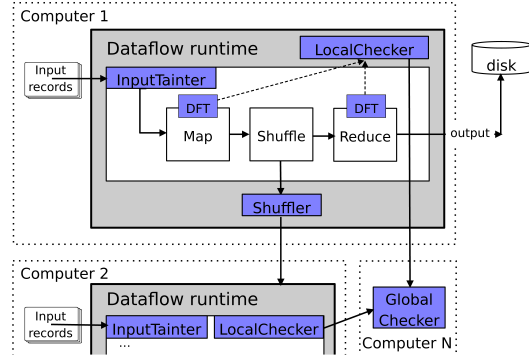 Computer 1
Dataflow runtime
LocalChecker
Input
records
InputTainter
disk
DFT
DFT
Map
Shuffle
Reduce
output
Shuffler
Computer 2
Dataflow runtime
Input
records
InputTainter
LocalChecker
...
Global
Checker
Computer N